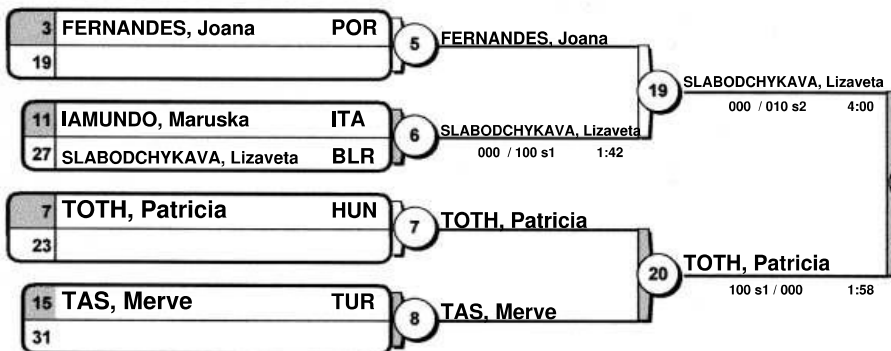 3 FERNANDES, Joana POR
19
5
FERNANDES, Joana
11 IAMUNDO, Maruska ITA
27 SLABODCHYKAVA, Lizaveta BLR
6
SLABODCHYKAVA, Lizaveta
000 / 100 s1 1:42
19
SLABODCHYKAVA, Lizaveta
000 / 010 s2 4:00
7 TOTH, Patricia HUN
23
7
TOTH, Patricia
15 TAS, Merve TUR
31
8
TAS, Merve
20
TOTH, Patricia
100 s1 / 000 1:58